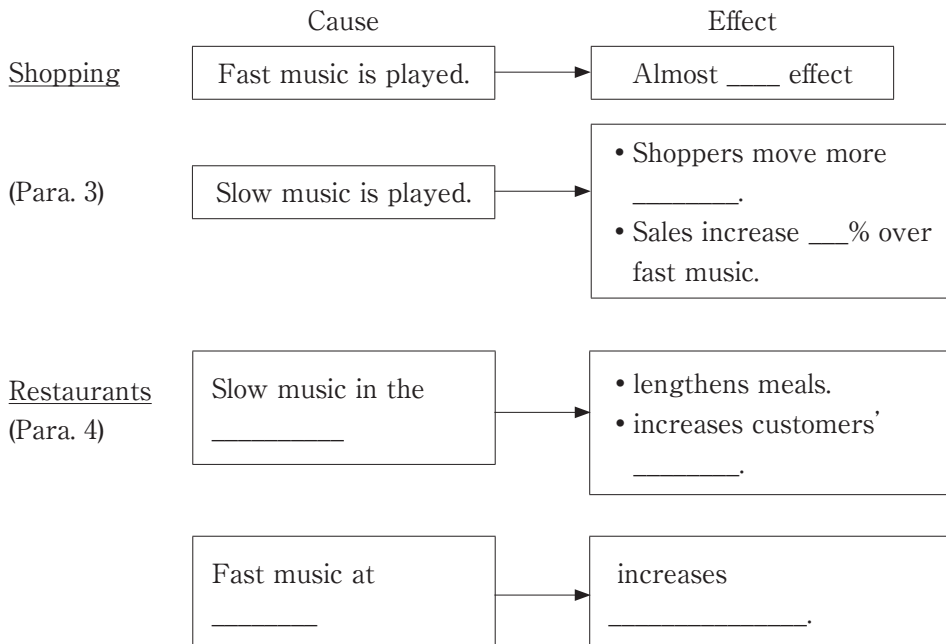 Cause Effect
Shopping Fast music is played. Almost ____ effect
(Para. 3) Slow music is played. • Shoppers move more
________.
• Sales increase ___% over
fast music.
Restaurants
(Para. 4)
Slow music in the
__________
• lengthens meals.
• increases customers’
________.
Fast music at
________
increases
_______________.